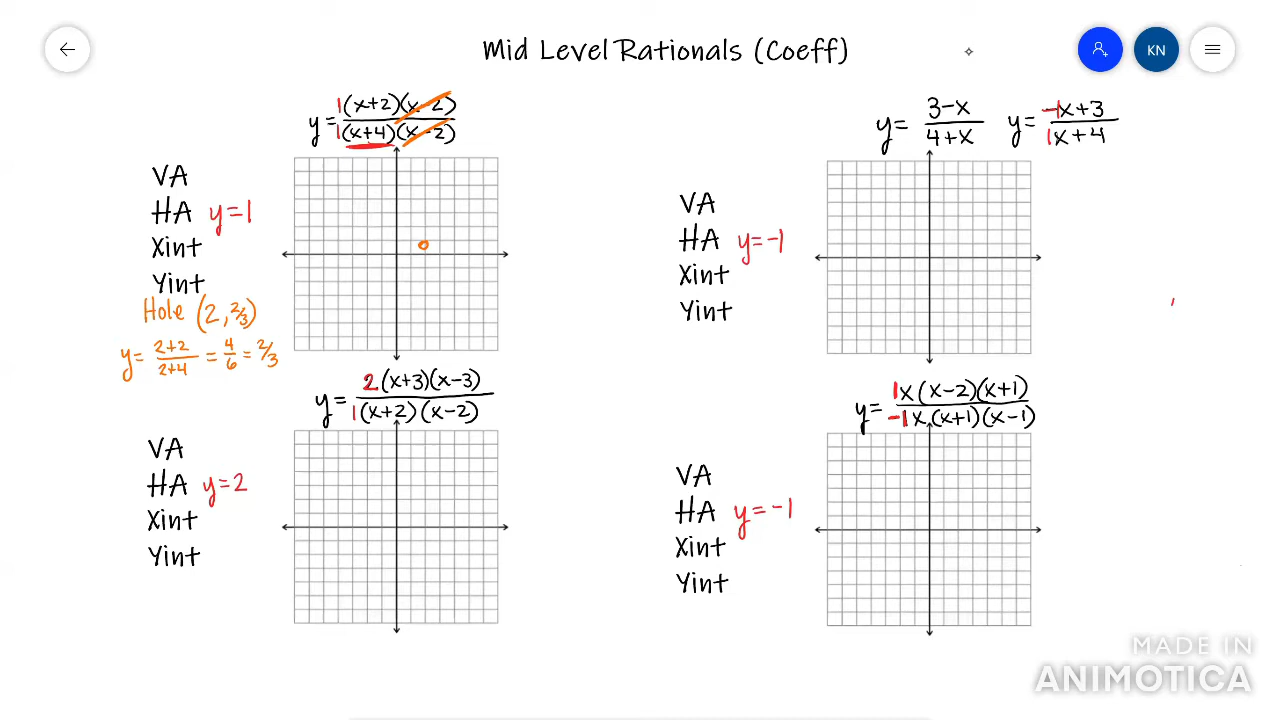 Mid Level Rationals (Coeff)
KN
y = 1(x+2)(x-2) / 1(x+4)(x-2)
VA
HA y=1
Xint
Yint
Hole (2, 2/3)
y = 2+2 / 2+4 = 4/6 = 2/3
y = 3-x / 4+x
y = -1x+3 / 1x+4
VA
HA y=-1
Xint
Yint
y = 2(x+3)(x-3) / 1(x+2)(x-2)
VA
HA y=2
Xint
Yint
y = 1x(x-2)(x+1) / -1x(x+1)(x-1)
VA
HA y=-1
Xint
Yint
MADE IN
ANIMOTICA